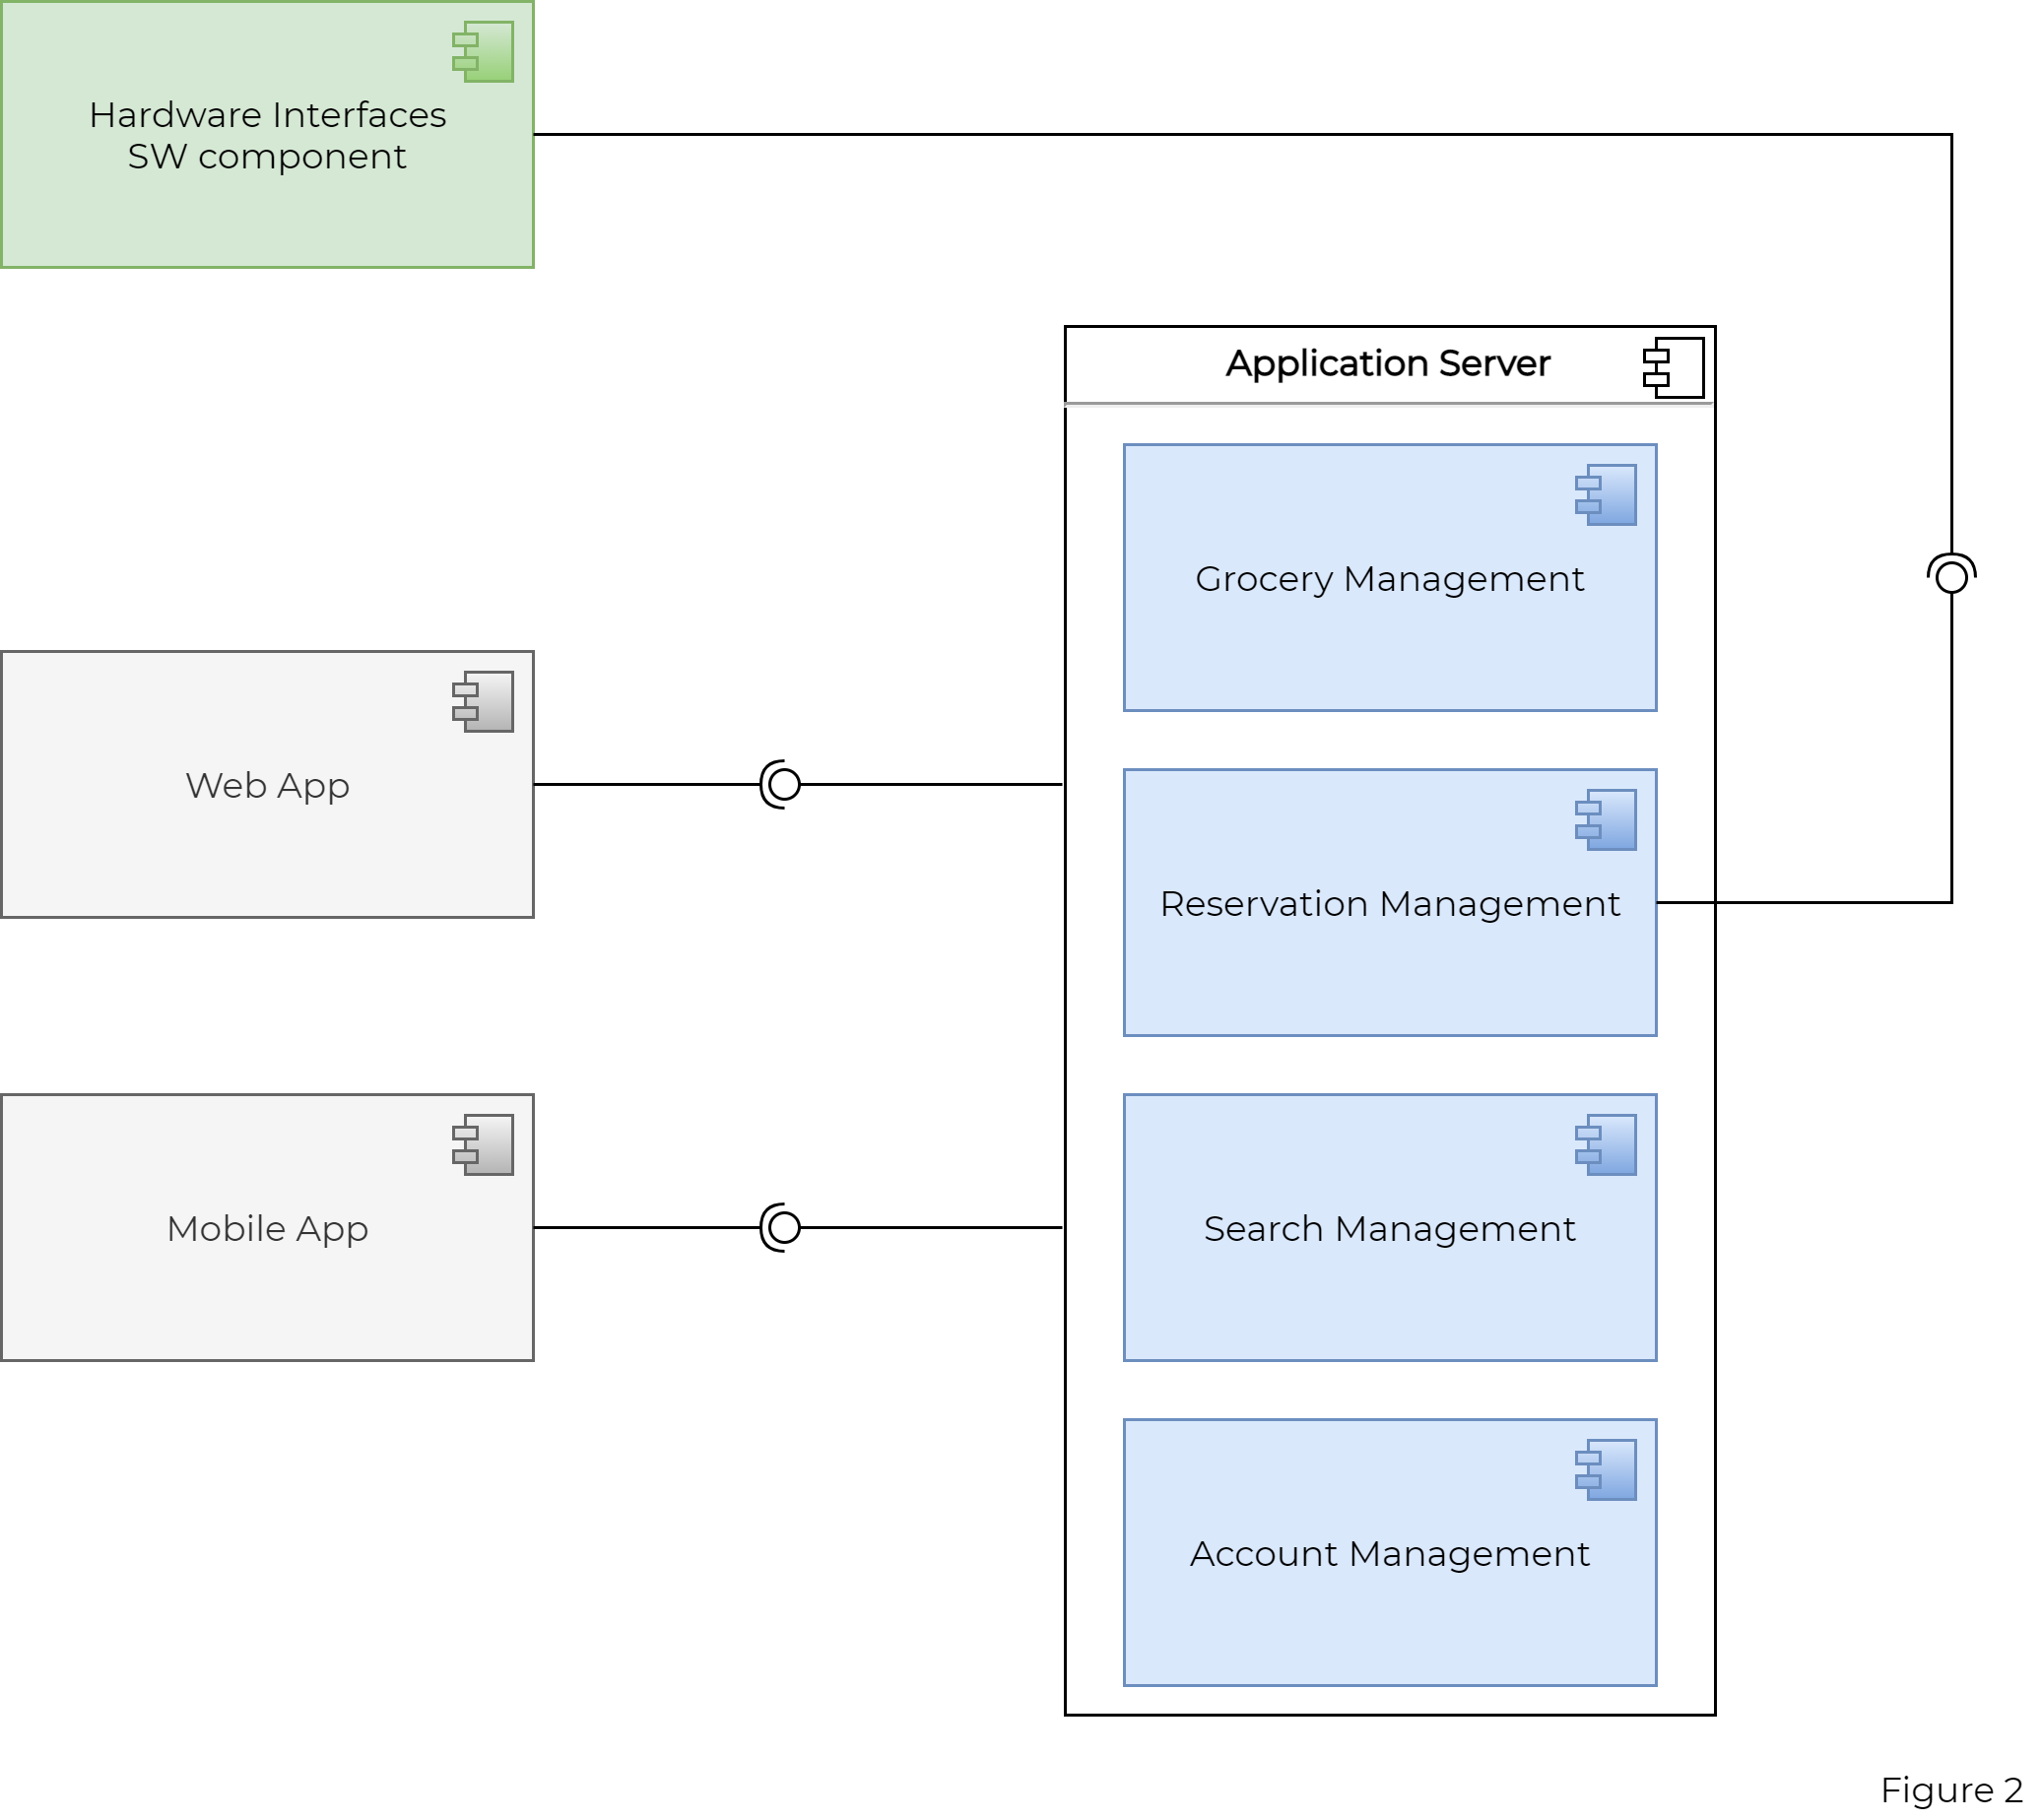 Hardware Interfaces
SW component
Application Server
Grocery Management
Web App
Reservation Management
Mobile App
Search Management
Account Management
Figure 2